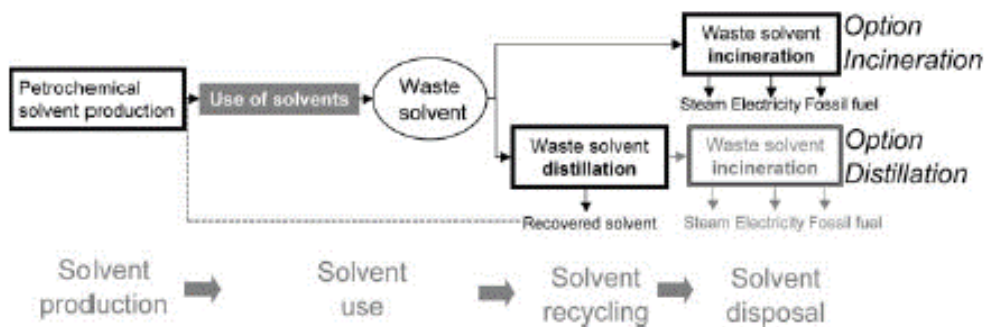 Petrochemical
solvent production
Use of solvents
Waste
solvent
Waste solvent
incineration
Option
Incineration
Steam Electricity Fossil fuel
Waste solvent
distillation
Waste solvent
incineration
Option
Distillation
Recovered solvent
Steam Electricity Fossil fuel
Solvent
production
Solvent
use
Solvent
recycling
Solvent
disposal